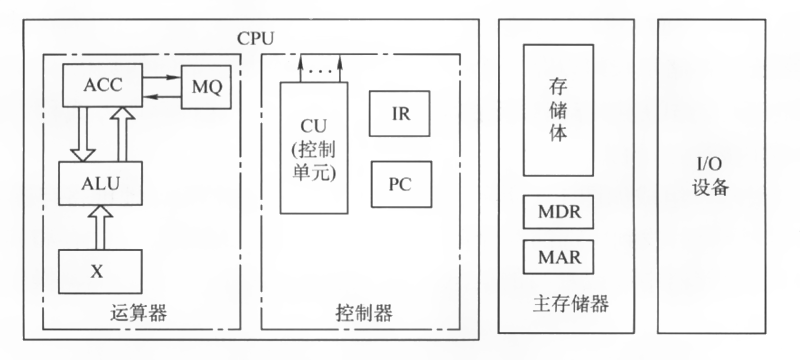 CPU
ACC
MQ
ALU
X
运算器
...
CU
(控制
单元)
IR
PC
控制器
存
储
体
MDR
MAR
主存储器
I/O
设备